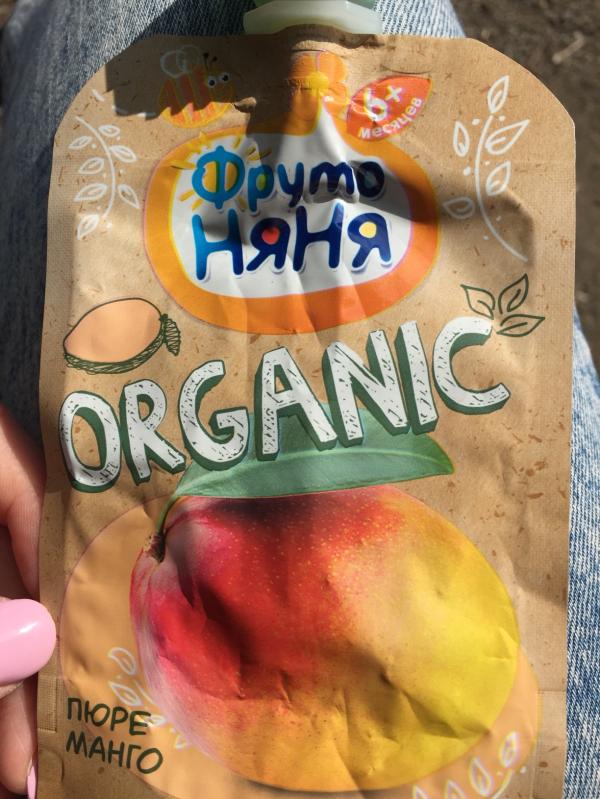 6+
месяцев
Фруто
НяНя
ORGANIC
ПЮРЕ
МАНГО